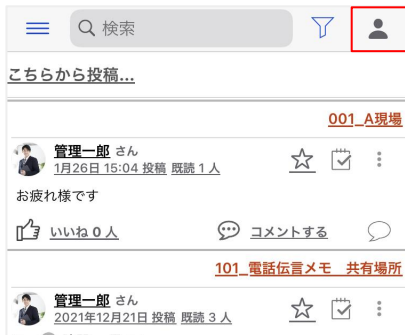 検索
こちらから投稿...
001_A現場
管理一郎 さん
1月26日 15:04 投稿 既読 1 人
お疲れ様です
いいね 0 人 コメントする
101_電話伝言メモ 共有場所
管理一郎 さん
2021年12月21日 投稿 既読 3 人